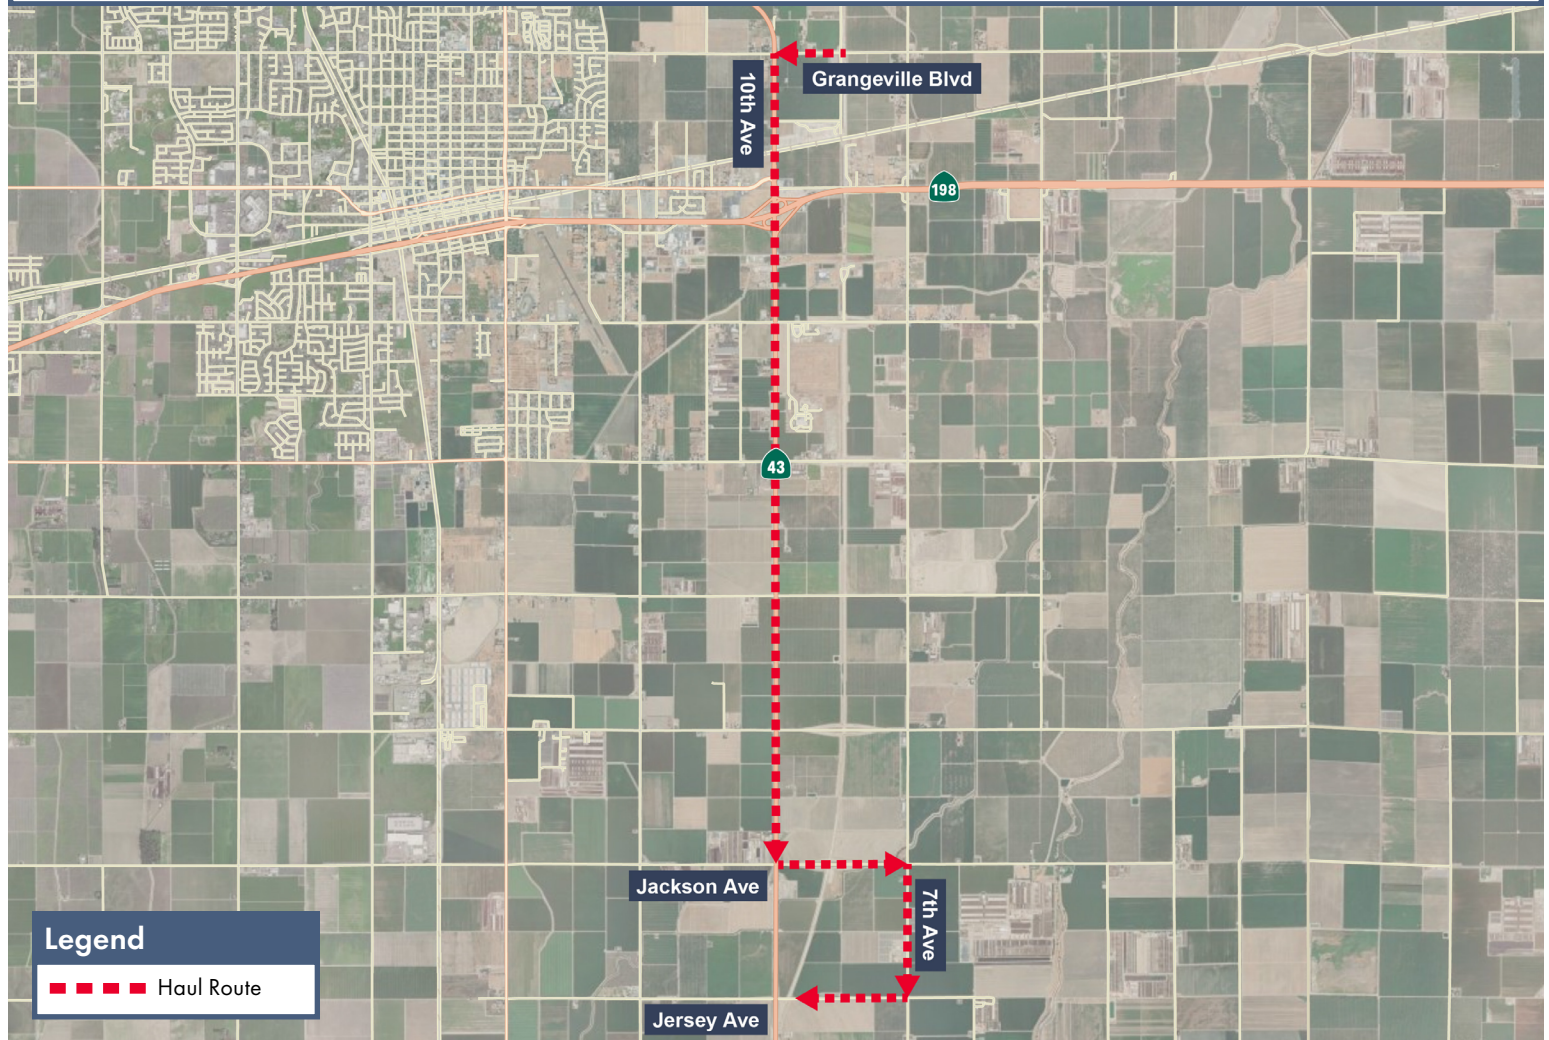 Grangeville Blvd
10th Ave
198
43
Jackson Ave
7th Ave
Jersey Ave
Legend
Haul Route